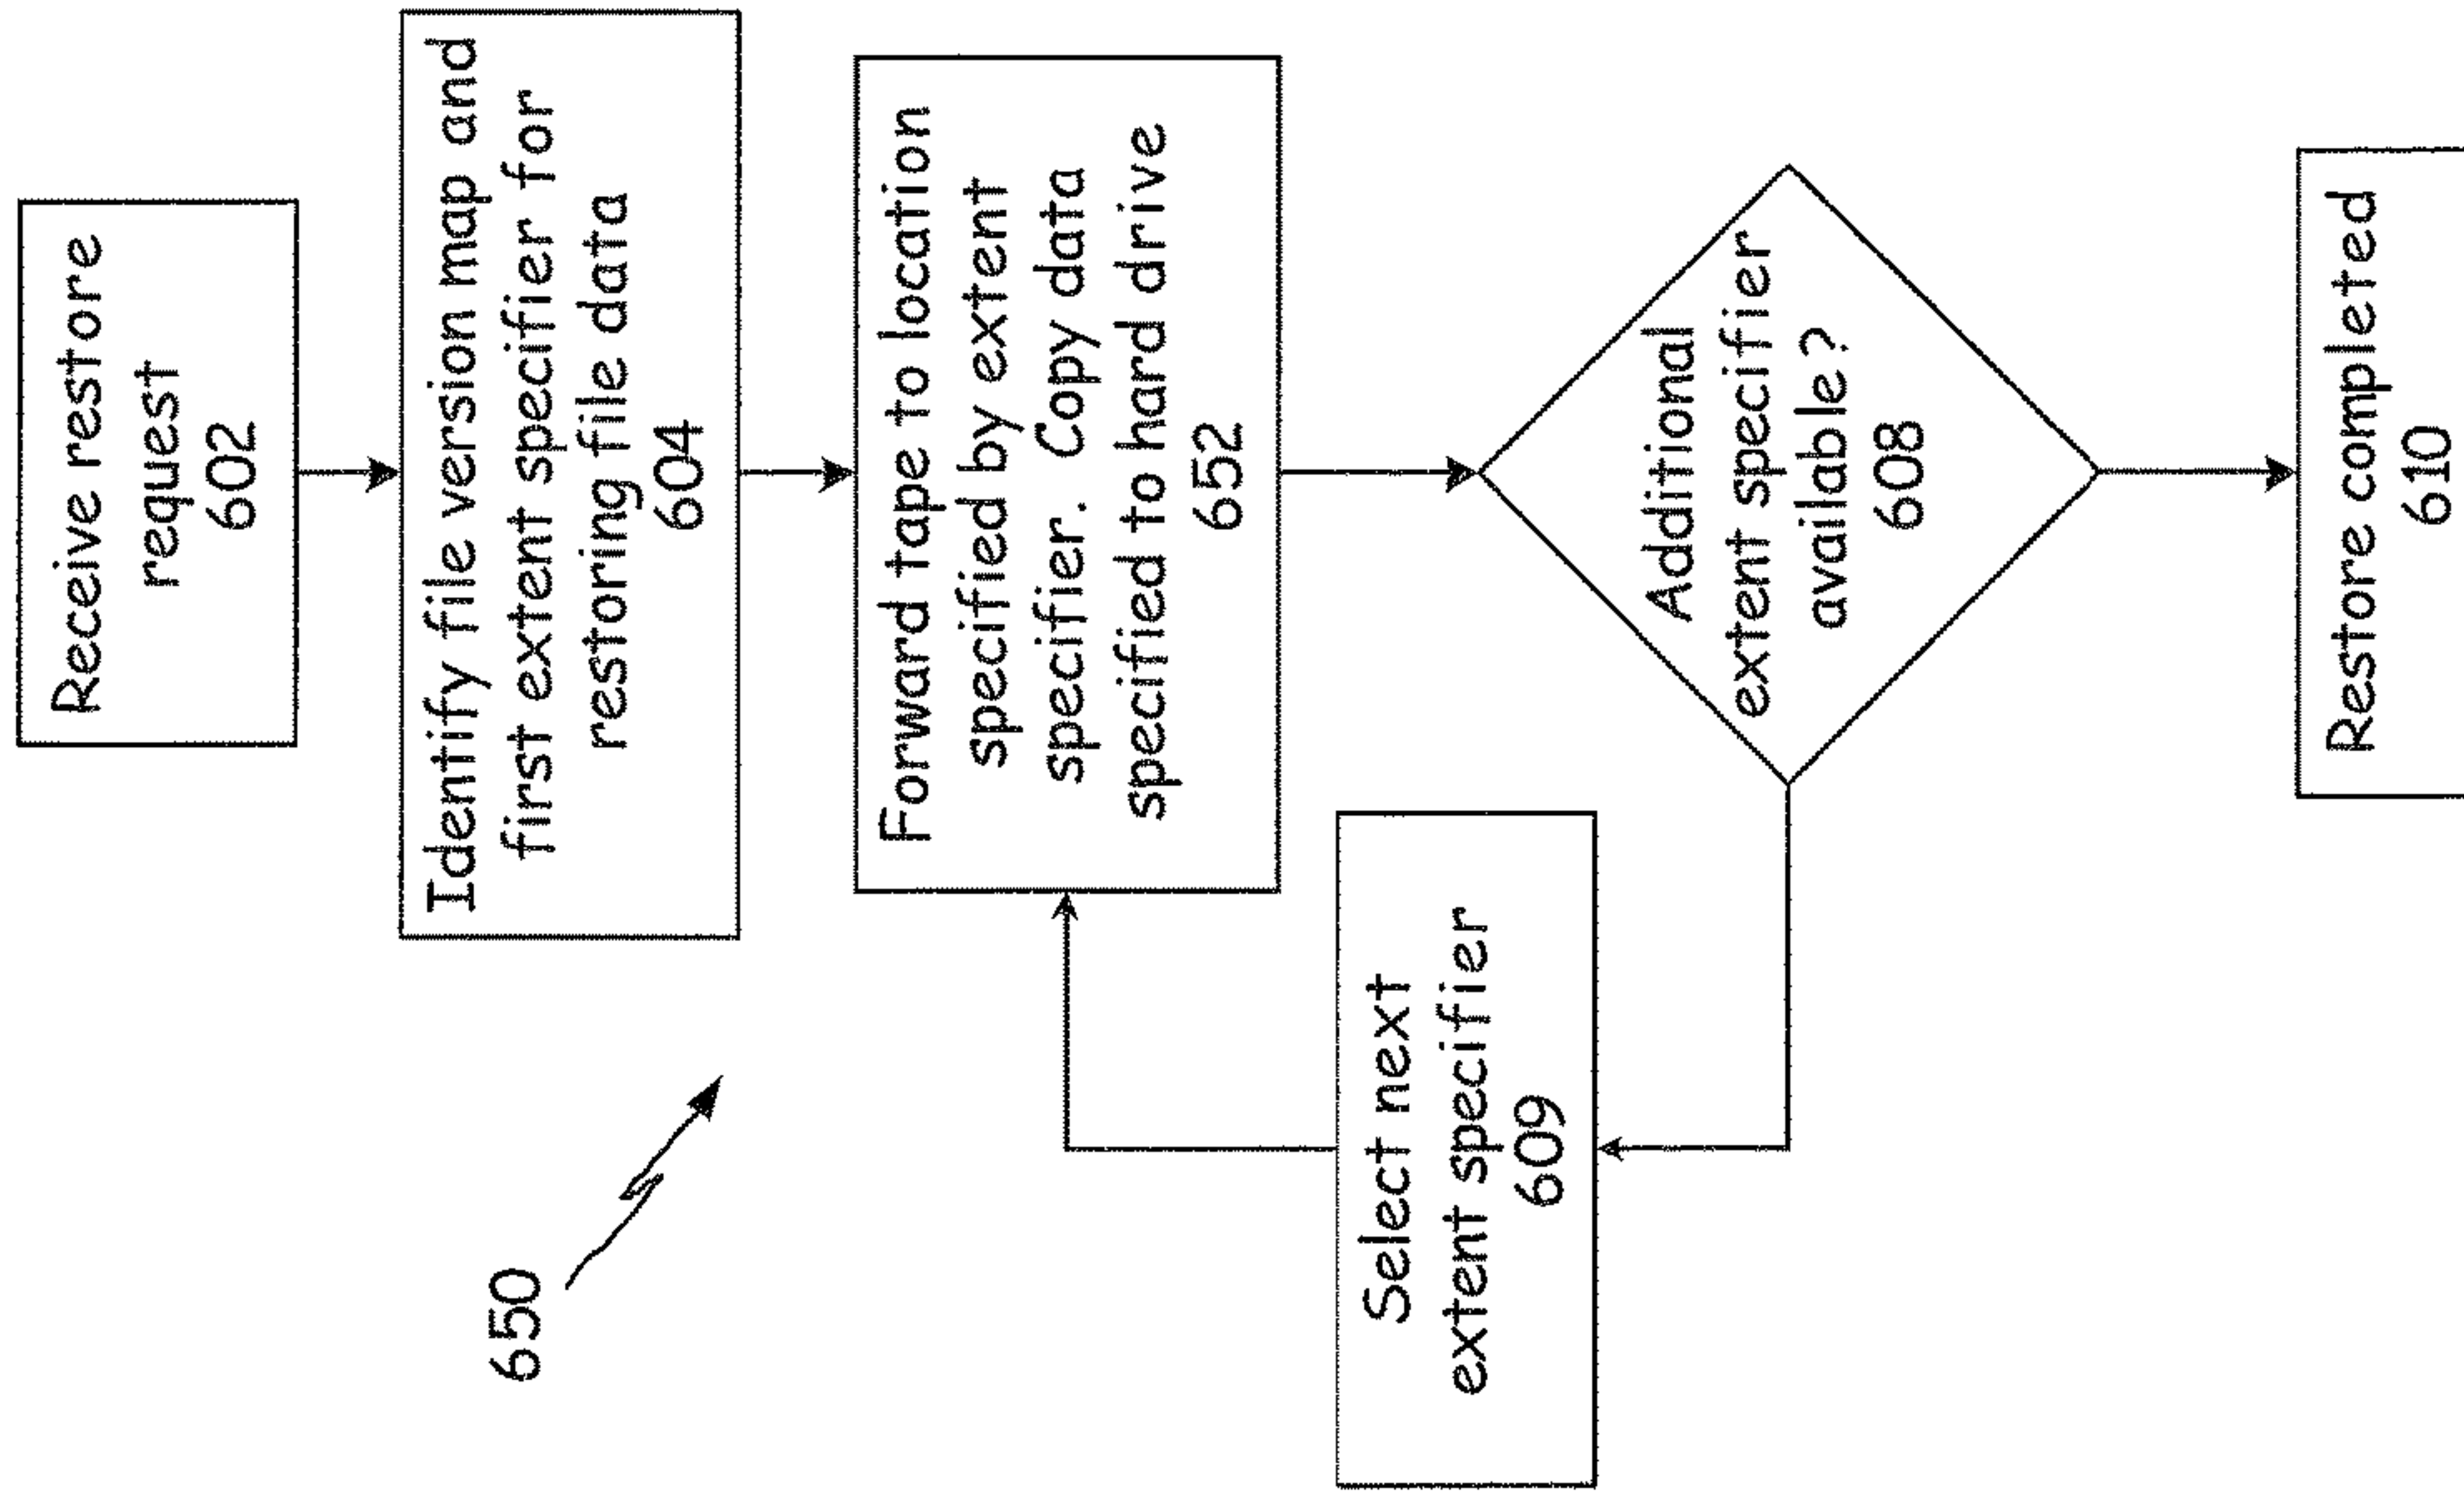 Receive restore
request
602
Identify file version map and
first extent specifier for
restoring file data
604
Forward tape to location
specified by extent
specifier. Copy data
specified to hard drive
652
Additional
extent specifier
available?
608
Select next
extent specifier
609
Restore completed
610
650